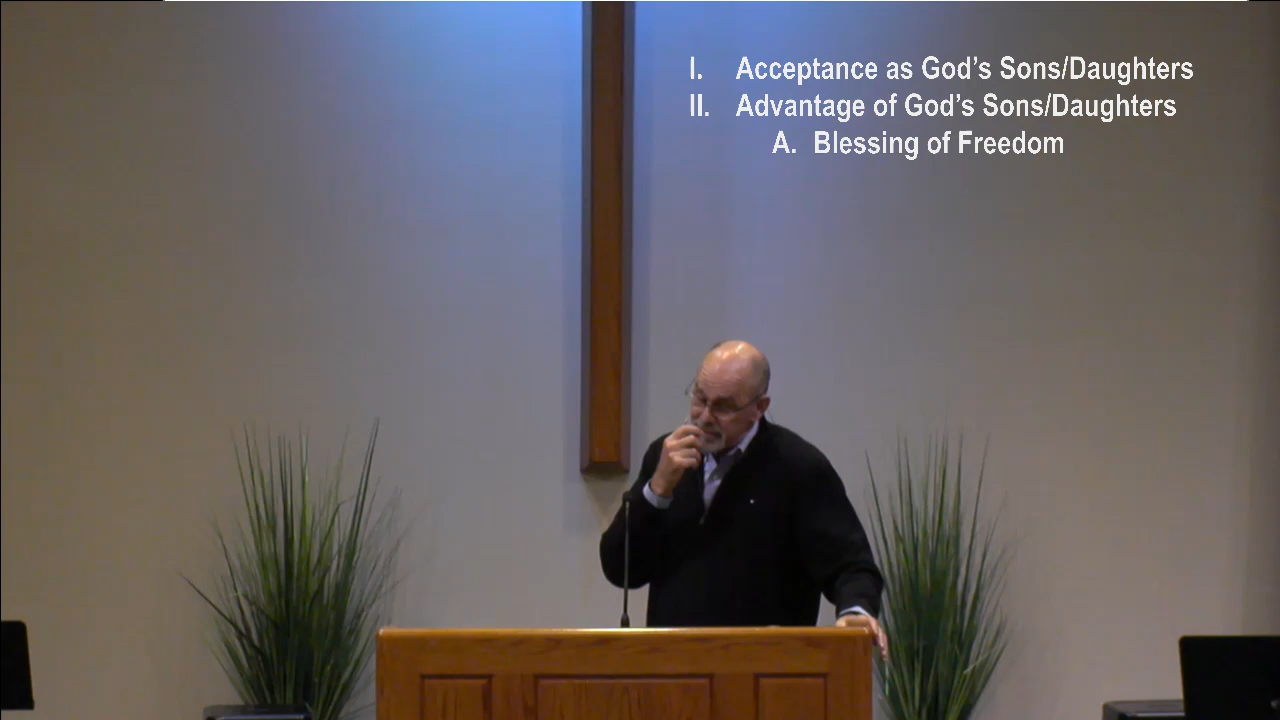 I. Acceptance as God's Sons/Daughters
II. Advantage of God's Sons/Daughters
A. Blessing of Freedom